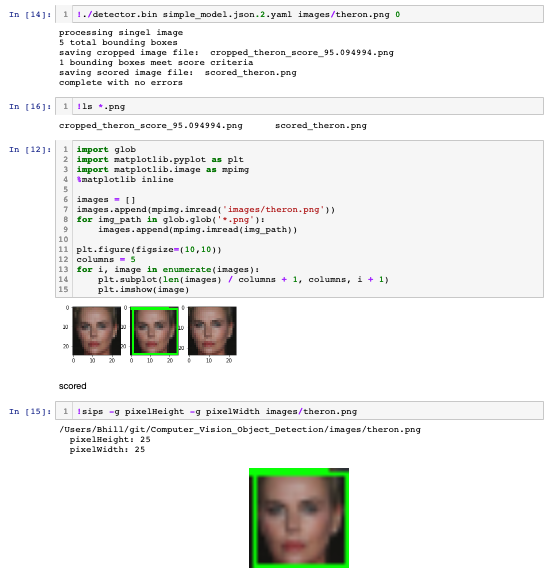 In [14]: 1 !./detector.bin simple_model.json.2.yaml images/theron.png 0
processing singel image
5 total bounding boxes
saving cropped image file:  cropped_theron_score_95.094994.png
1 bounding boxes meet score criteria
saving scored image file:  scored_theron.png
complete with no errors
In [16]: 1 !ls *.png
cropped_theron_score_95.094994.png      scored_theron.png
In [12]: 1 import glob
2 import matplotlib.pyplot as plt
3 import matplotlib.image as mpimg
4 %matplotlib inline
5
6 images = []
7 images.append(mpimg.imread('images/theron.png'))
8 for img_path in glob.glob('*.png'):
9     images.append(mpimg.imread(img_path))
10
11 plt.figure(figsize=(10,10))
12 columns = 5
13 for i, image in enumerate(images):
14     plt.subplot(len(images) / columns + 1, columns, i + 1)
15     plt.imshow(image)
0 0 0
10 10 10
20 20 20
0 10 20 0 10 20 0 10 20
scored
In [15]: 1 !sips -g pixelHeight -g pixelWidth images/theron.png
/Users/Bhill/git/Computer_Vision_Object_Detection/images/theron.png
  pixelHeight: 25
  pixelWidth: 25